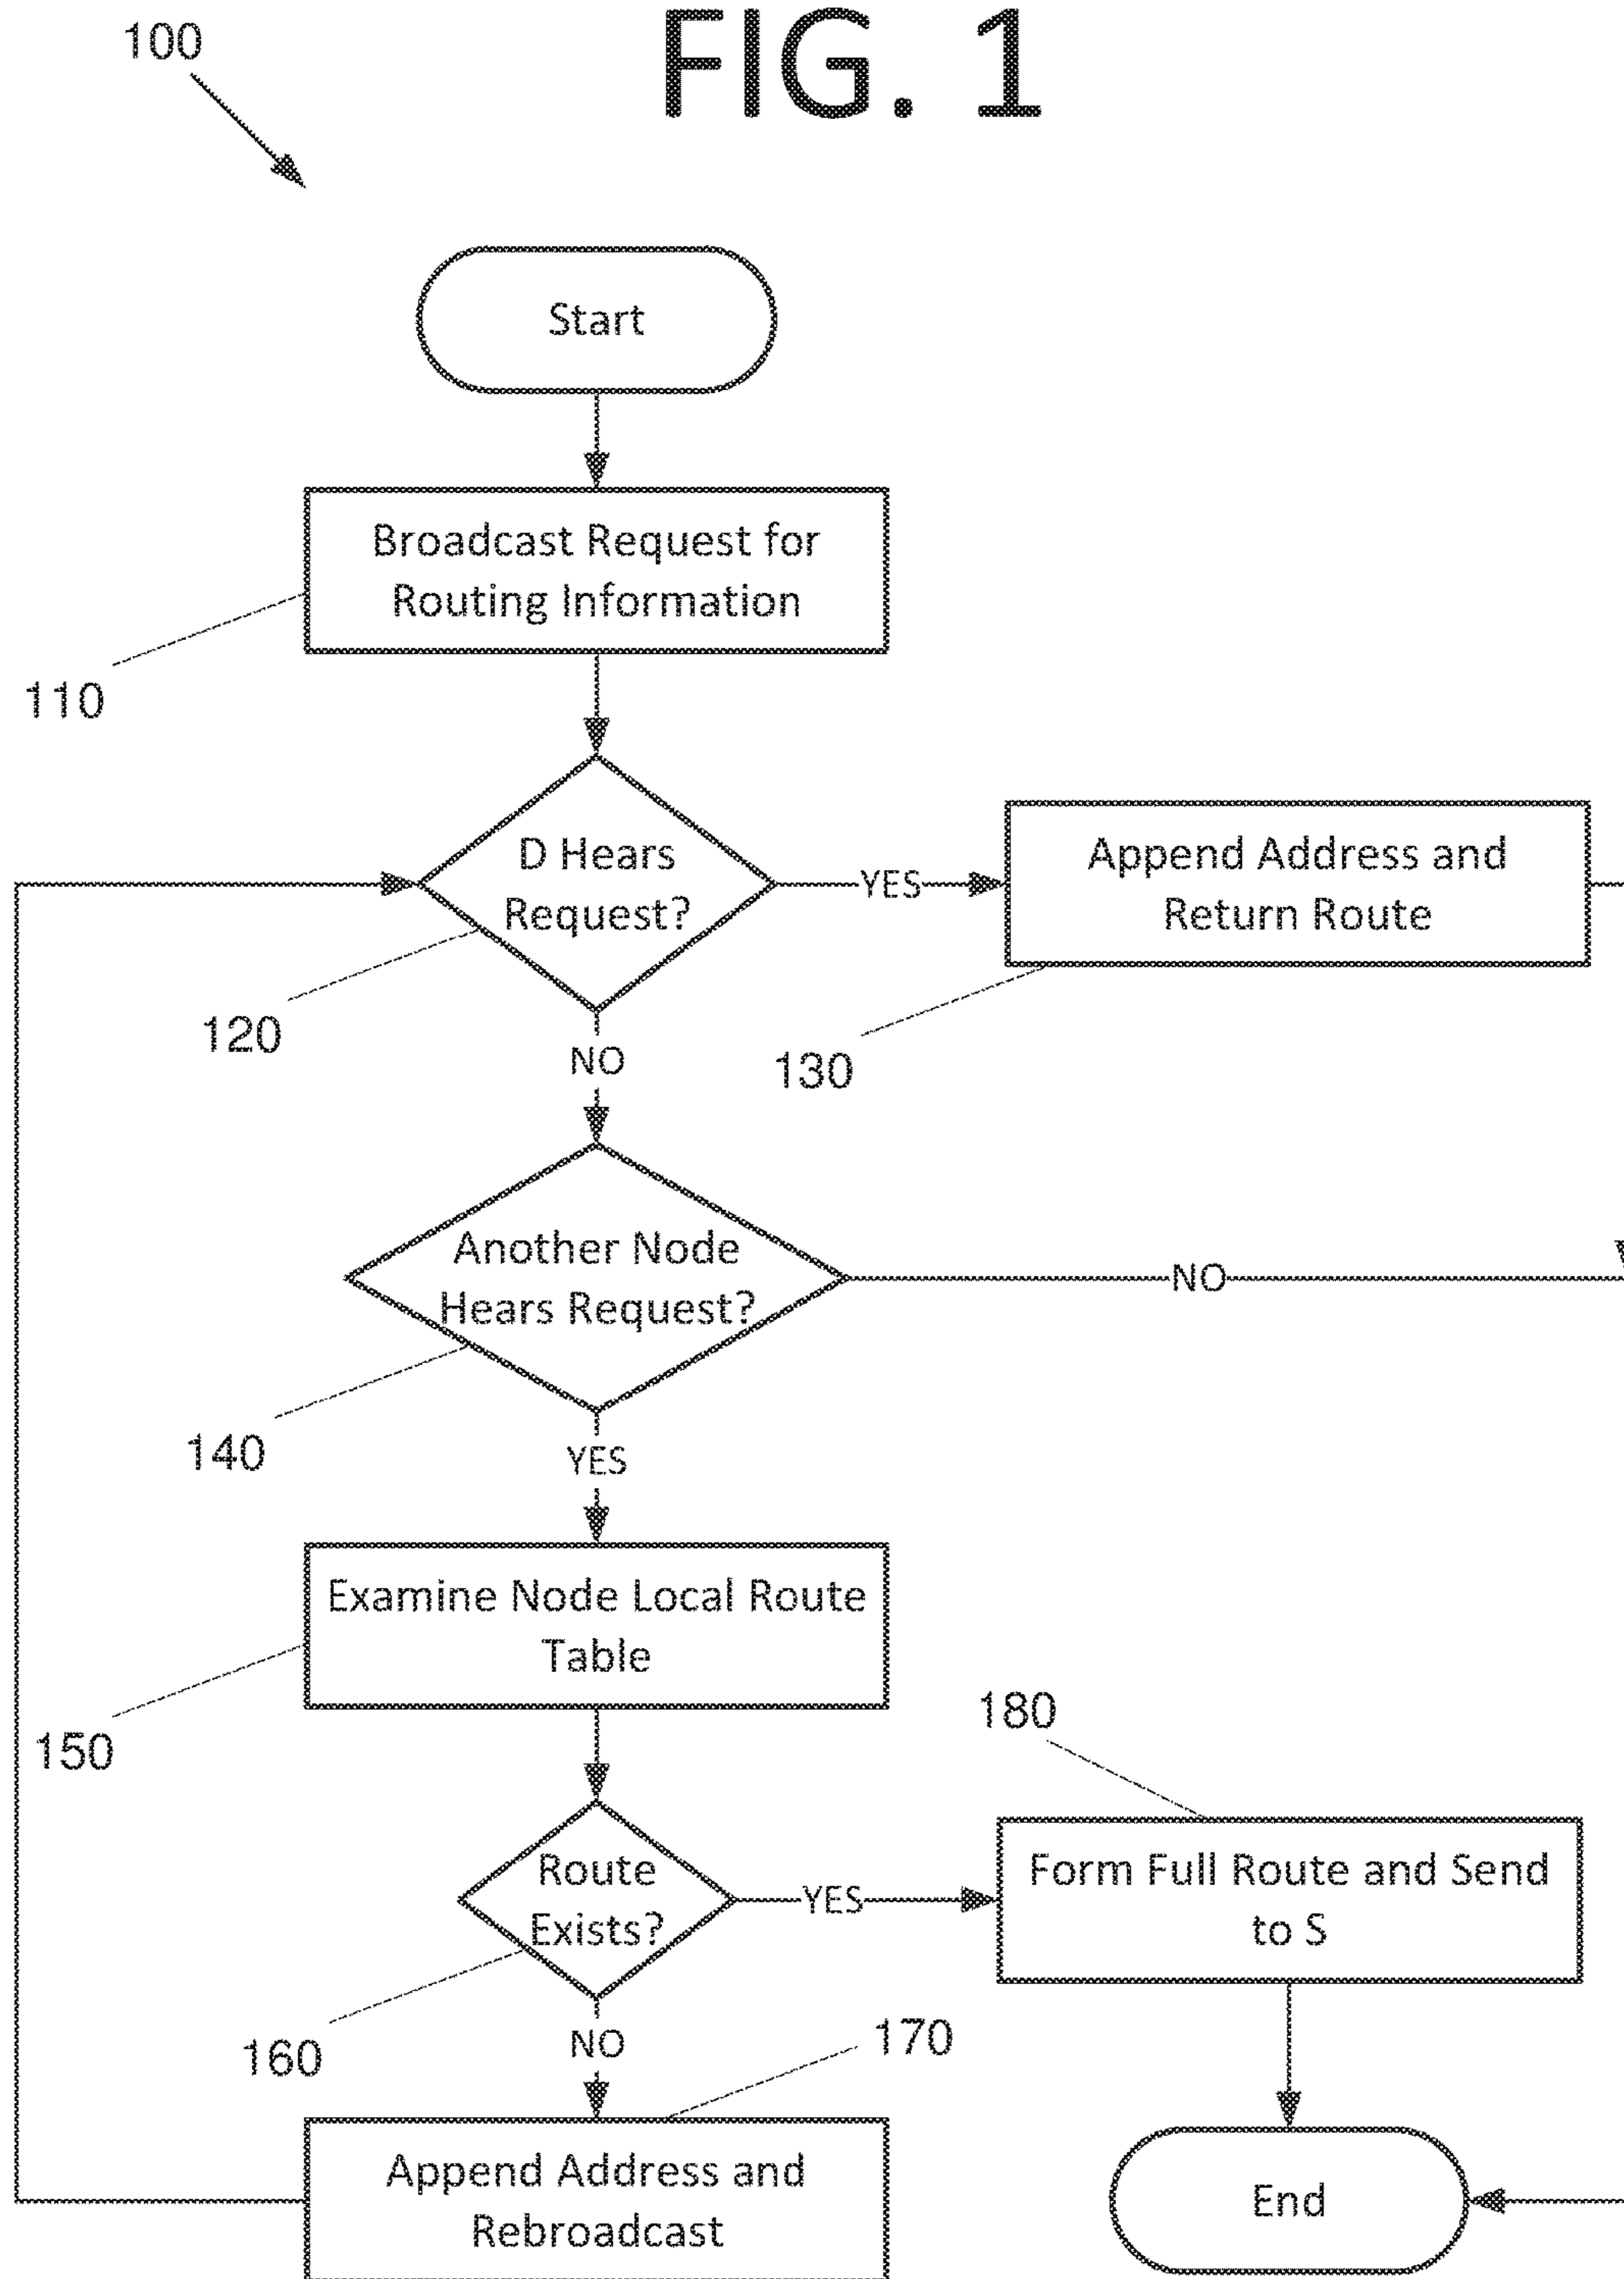 FIG. 1
100
Start
Broadcast Request for
Routing Information
110
D Hears
Request?
YES
Append Address and
Return Route
120
130
NO
Another Node
Hears Request?
NO
140
YES
Examine Node Local Route
Table
150
180
Route
Exists?
YES
Form Full Route and Send
to S
160
NO
170
Append Address and
Rebroadcast
End